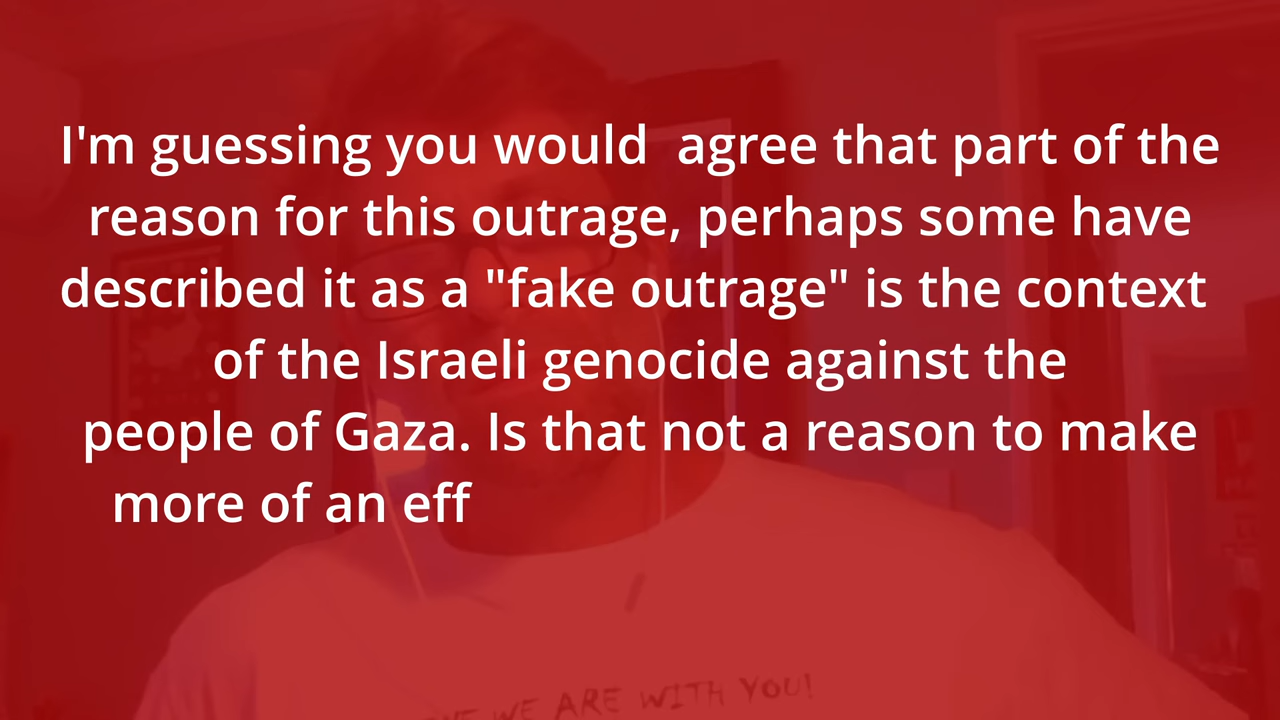 I'm guessing you would  agree that part of the
reason for this outrage, perhaps some have
described it as a "fake outrage" is the context
of the Israeli genocide against the
people of Gaza. Is that not a reason to make
more of an eff
WE ARE WITH YOU!